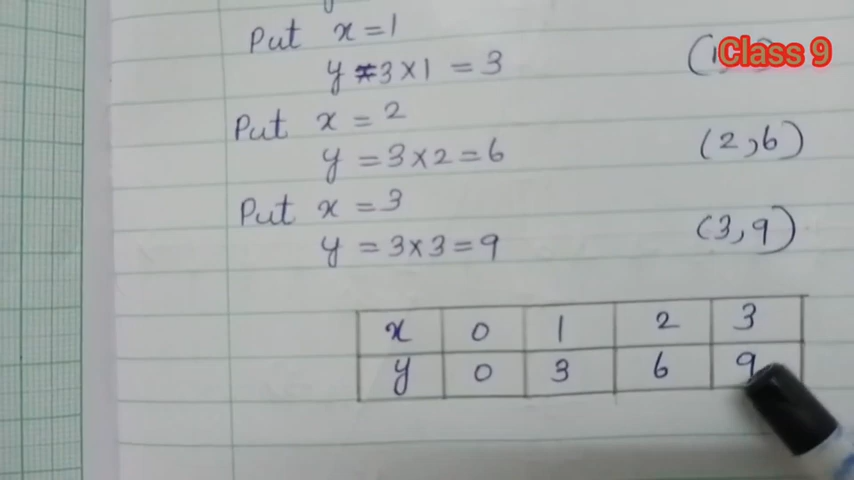 Put x = 1
y = 3 × 1 = 3
Class 9
Put x = 2
y = 3 × 2 = 6 (2, 6)
Put x = 3
y = 3 × 3 = 9 (3, 9)
x 0 1 2 3
y 0 3 6 9